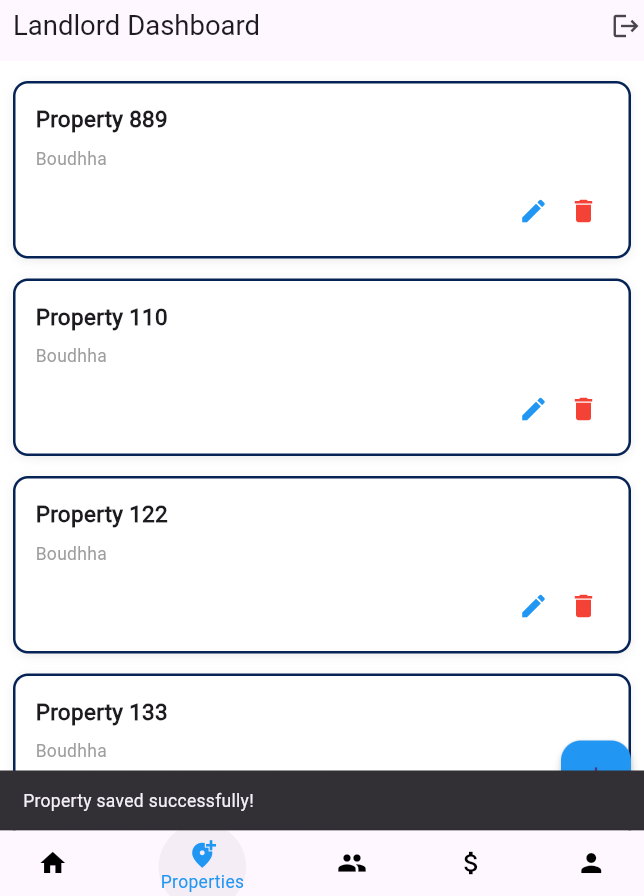 Landlord Dashboard
Property 889
Boudhha
Property 110
Boudhha
Property 122
Boudhha
Property 133
Boudhha
Property saved successfully!
Properties